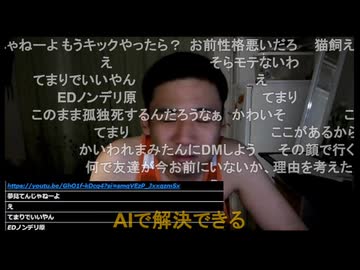 ゃねーよ もうキックやったら？ お前性格悪いだろ 猫飼え
え そらモテないわ
てまりでいいやん え
EDノンデリ原 てまり
このまま孤独死するんだろうなぁ かわいそ こ
てまり ここがあるから
かいわれまみたんにDMしよう その顔で行く
何で友達が今お前にいないか、理由を考えた
夢見てんじゃねーよ
え
てまりでいいやん
EDノンデリ原
AIで解決できる